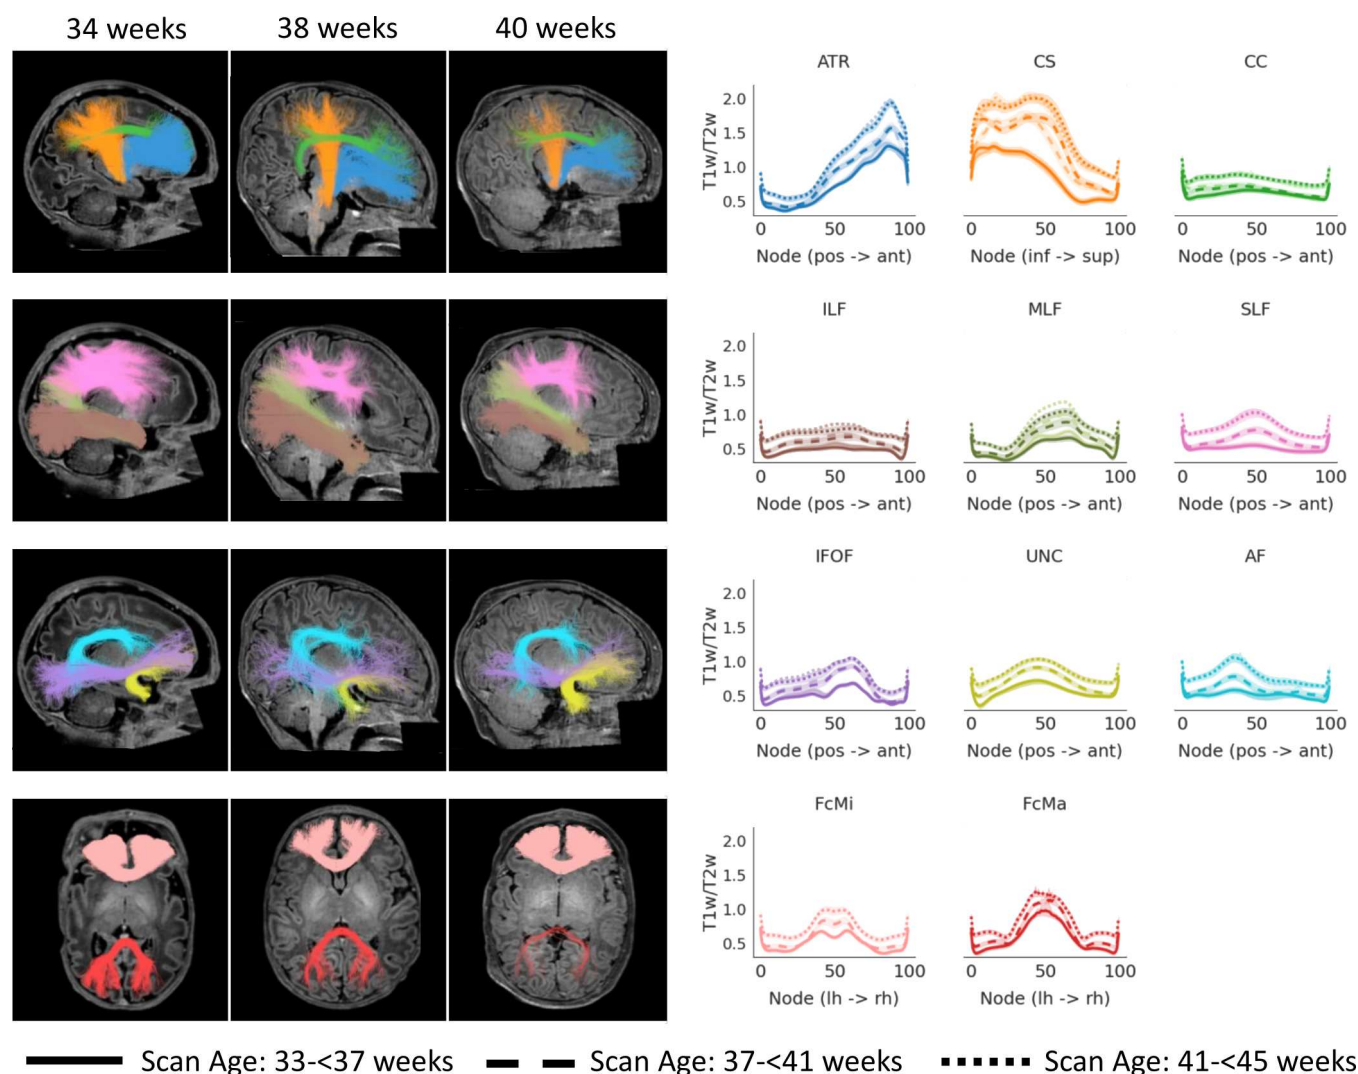 34 weeks 38 weeks 40 weeks
ATR CS CC
T1w/T2w
2.0
1.5
1.0
0.5
0 50 100 0 50 100 0 50 100
Node (pos -> ant) Node (inf -> sup) Node (pos -> ant)
ILF MLF SLF
T1w/T2w
2.0
1.5
1.0
0.5
0 50 100 0 50 100 0 50 100
Node (pos -> ant) Node (pos -> ant) Node (pos -> ant)
IFOF UNC AF
T1w/T2w
2.0
1.5
1.0
0.5
0 50 100 0 50 100 0 50 100
Node (pos -> ant) Node (pos -> ant) Node (pos -> ant)
FcMi FcMa
T1w/T2w
2.0
1.5
1.0
0.5
0 50 100 0 50 100
Node (lh -> rh) Node (lh -> rh)
Scan Age: 33-<37 weeks Scan Age: 37-<41 weeks Scan Age: 41-<45 weeks